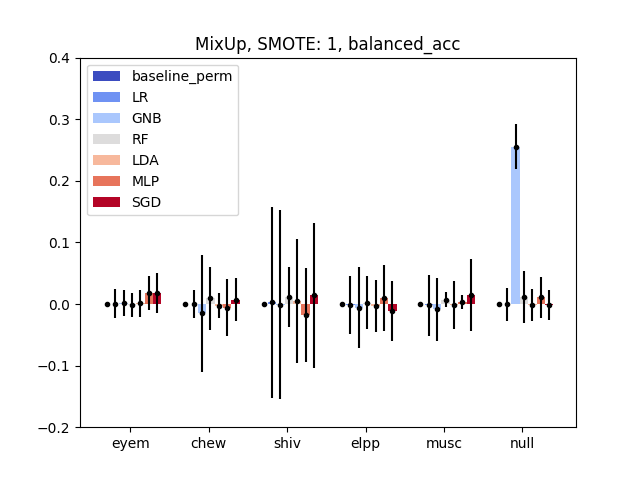 MixUp, SMOTE: 1, balanced_acc
0.4
0.3
0.2
0.1
0.0
−0.1
−0.2
baseline_perm
LR
GNB
RF
LDA
MLP
SGD
eyem chew shiv elpp musc null